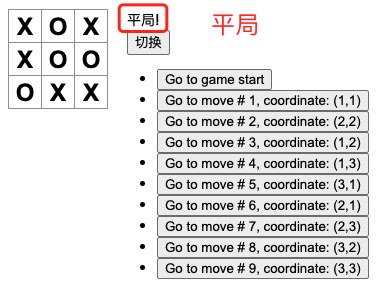 X O X
X O O
O X X
平局!
平局
切换
Go to game start
Go to move # 1, coordinate: (1,1)
Go to move # 2, coordinate: (2,2)
Go to move # 3, coordinate: (1,2)
Go to move # 4, coordinate: (1,3)
Go to move # 5, coordinate: (3,1)
Go to move # 6, coordinate: (2,1)
Go to move # 7, coordinate: (2,3)
Go to move # 8, coordinate: (3,2)
Go to move # 9, coordinate: (3,3)